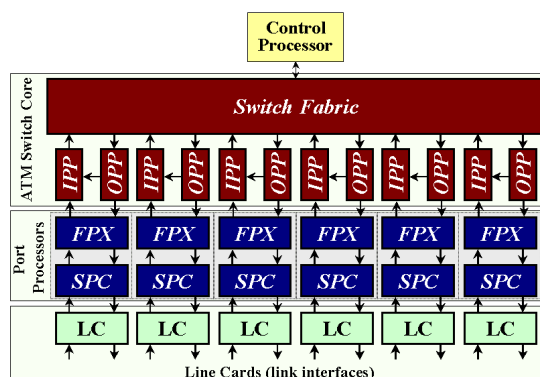 Control
Processor
ATM Switch Core
Switch Fabric
IPP OPP IPP OPP IPP OPP IPP OPP IPP OPP IPP OPP
Port
Processors
FPX FPX FPX FPX FPX FPX
SPC SPC SPC SPC SPC SPC
LC LC LC LC LC LC
Line Cards (link interfaces)